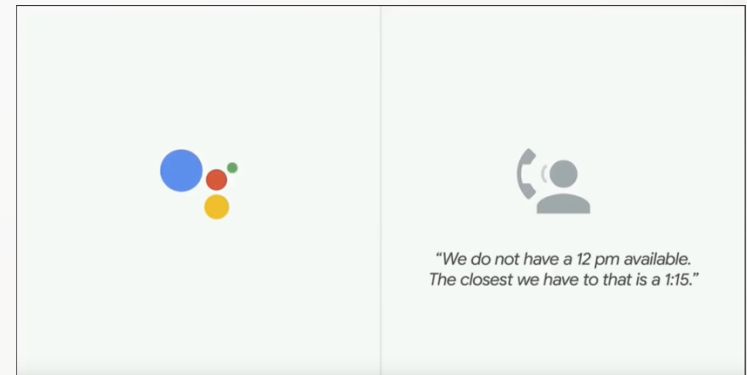 “We do not have a 12 pm available.
The closest we have to that is a 1:15.”